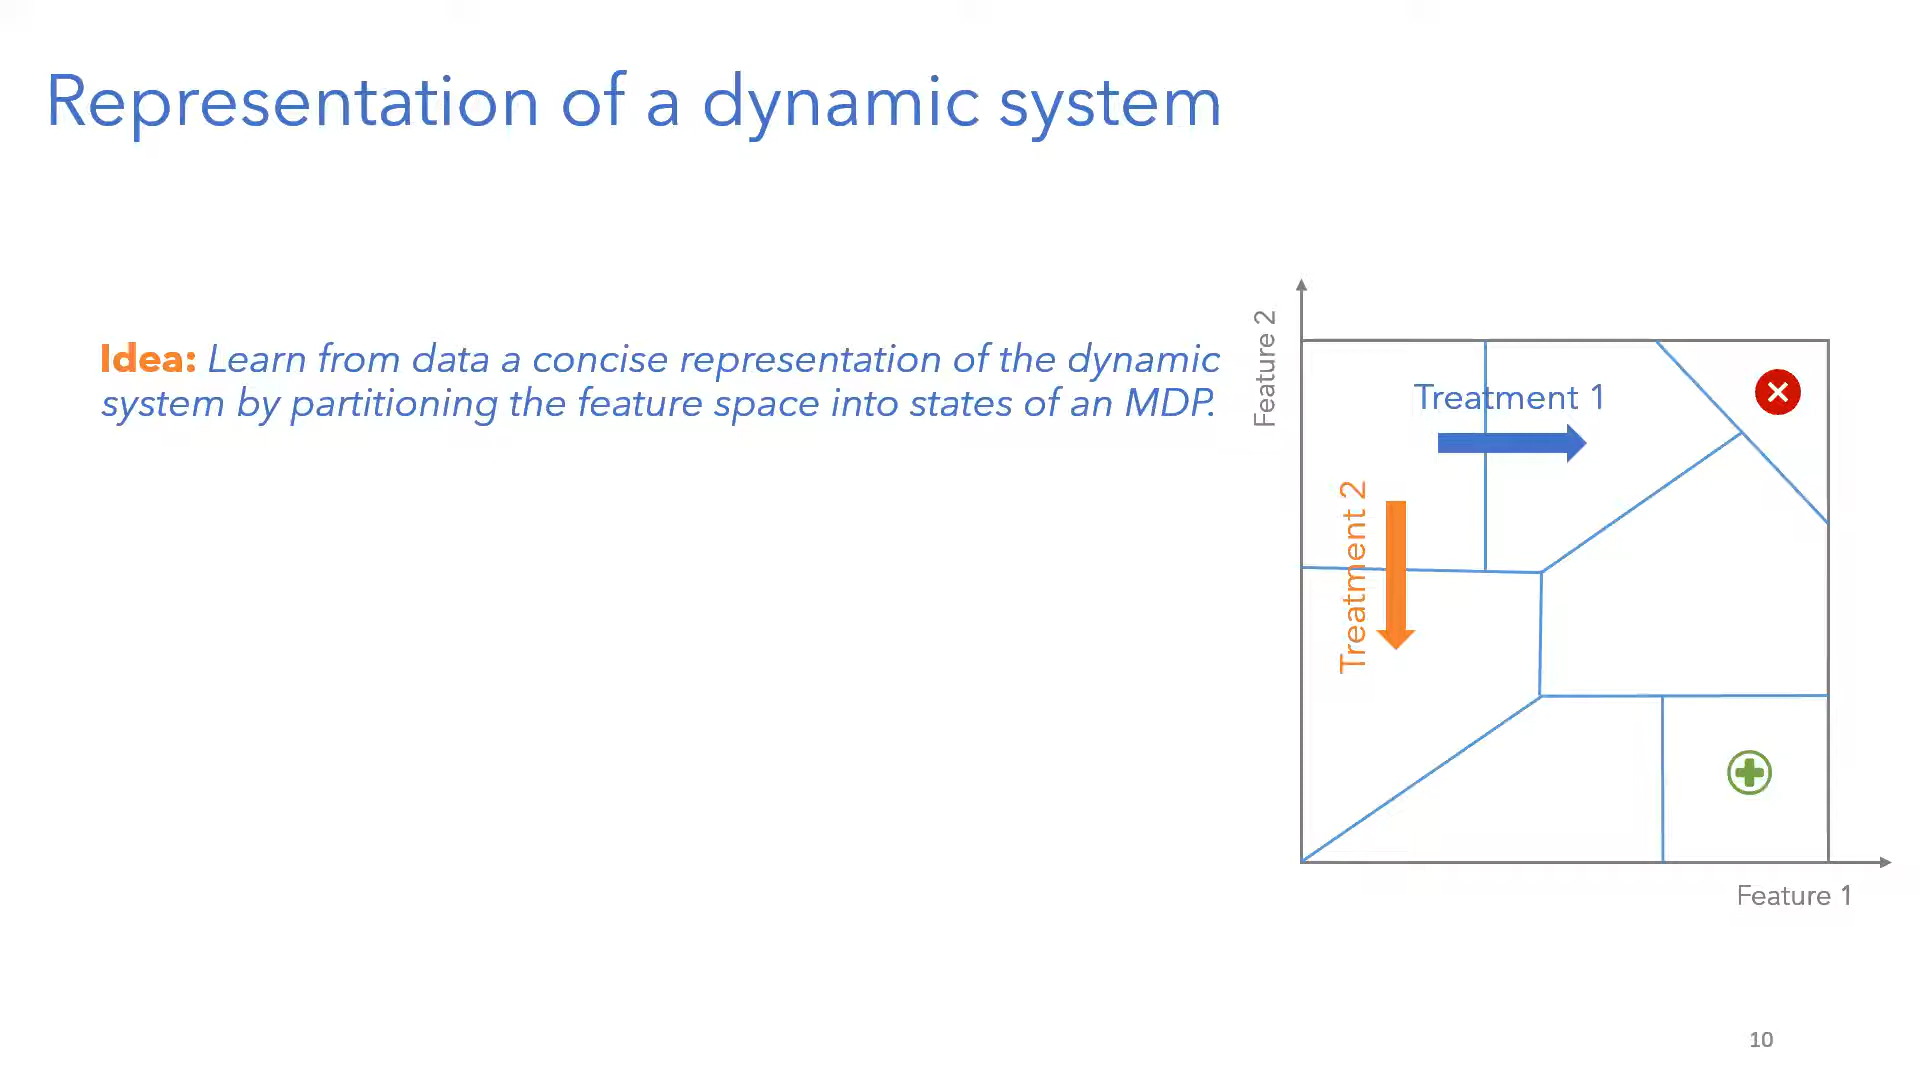 Representation of a dynamic system
Idea: Learn from data a concise representation of the dynamic
system by partitioning the feature space into states of an MDP.
Feature 2
Treatment 1
Treatment 2
Feature 1
10